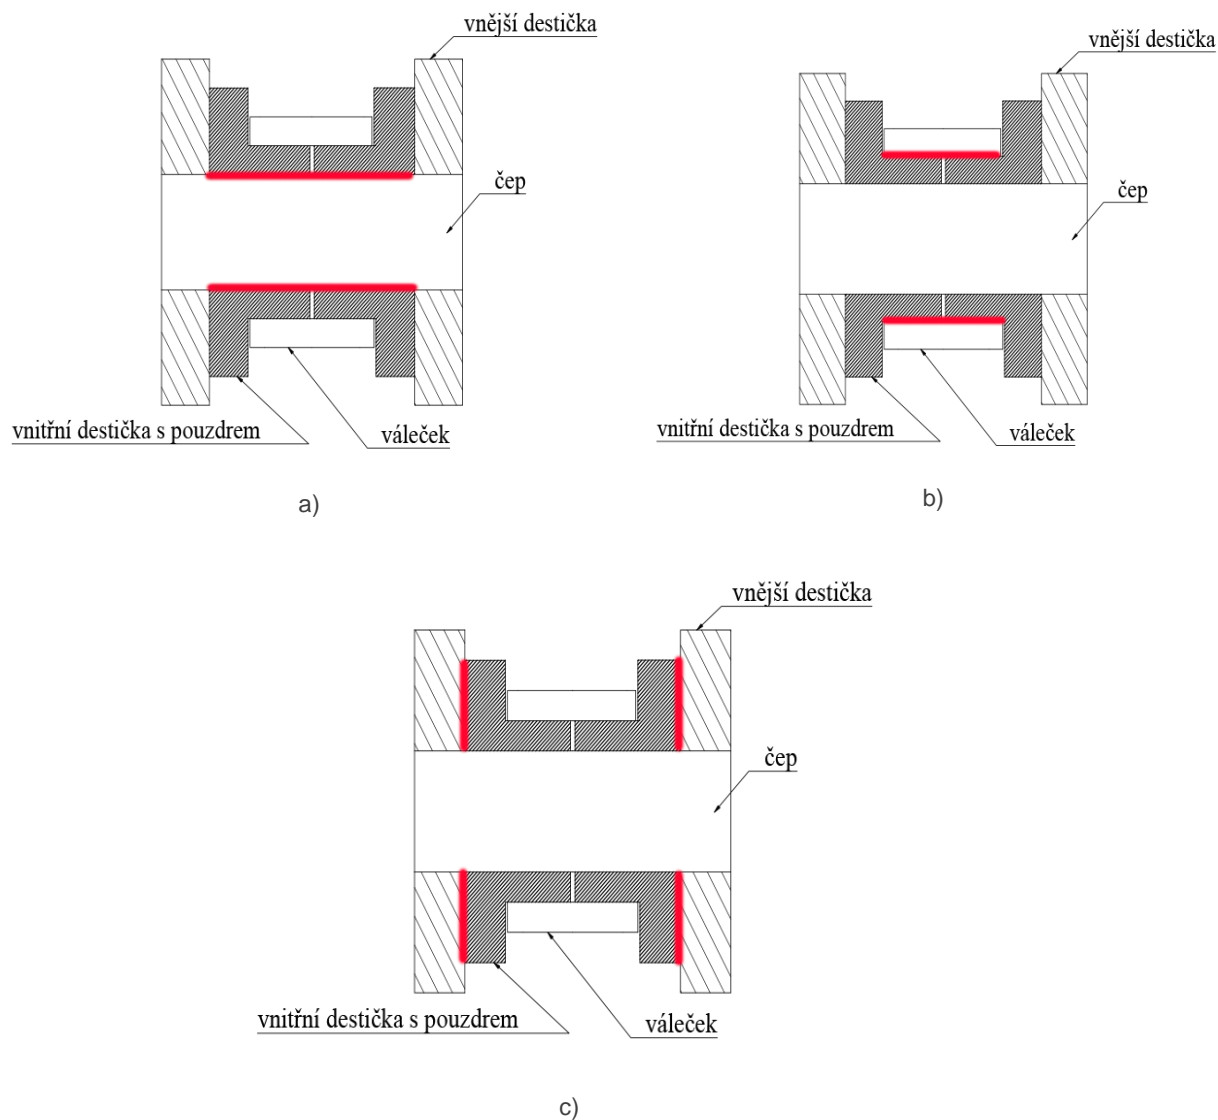 vnější destička
čep
vnitřní destička s pouzdrem
váleček
a)
vnější destička
čep
vnitřní destička s pouzdrem
váleček
b)
vnější destička
čep
vnitřní destička s pouzdrem
váleček
c)